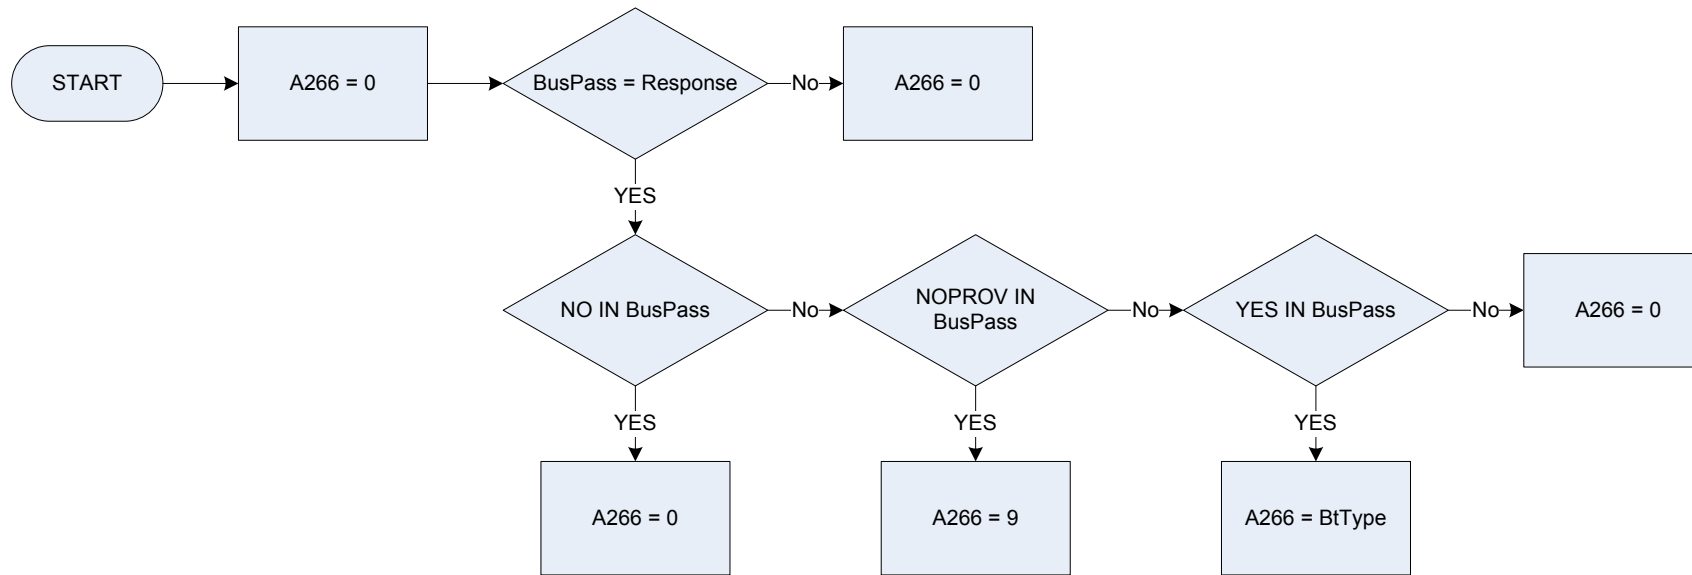 START
A266 = 0
BusPass = Response
No
A266 = 0
YES
NO IN BusPass
No
NOPROV IN
BusPass
No
YES IN BusPass
No
A266 = 0
YES
YES
YES
A266 = 0
A266 = 9
A266 = BtType